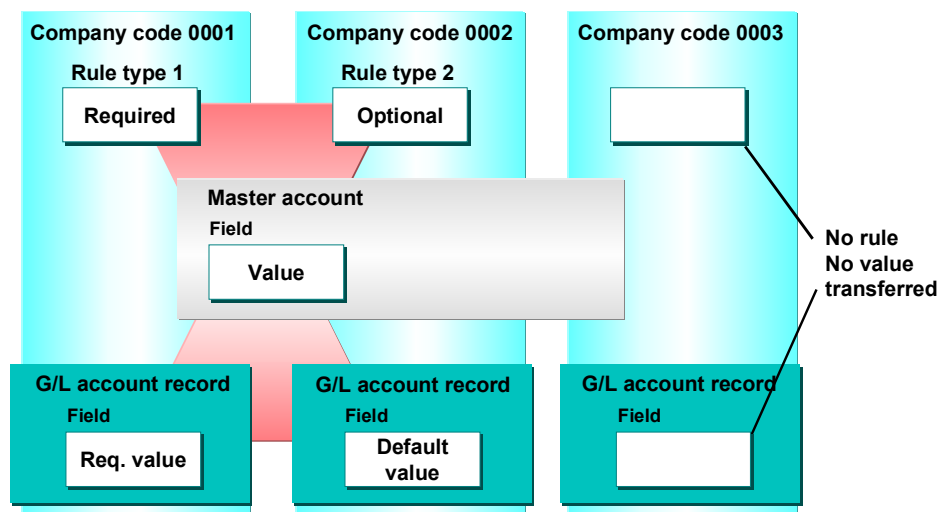 Company code 0001
Company code 0002
Company code 0003
Rule type 1
Rule type 2
Required
Optional
Master account
Field
Value
No rule
No value
transferred
G/L account record
G/L account record
G/L account record
Field
Field
Field
Req. value
Default
value